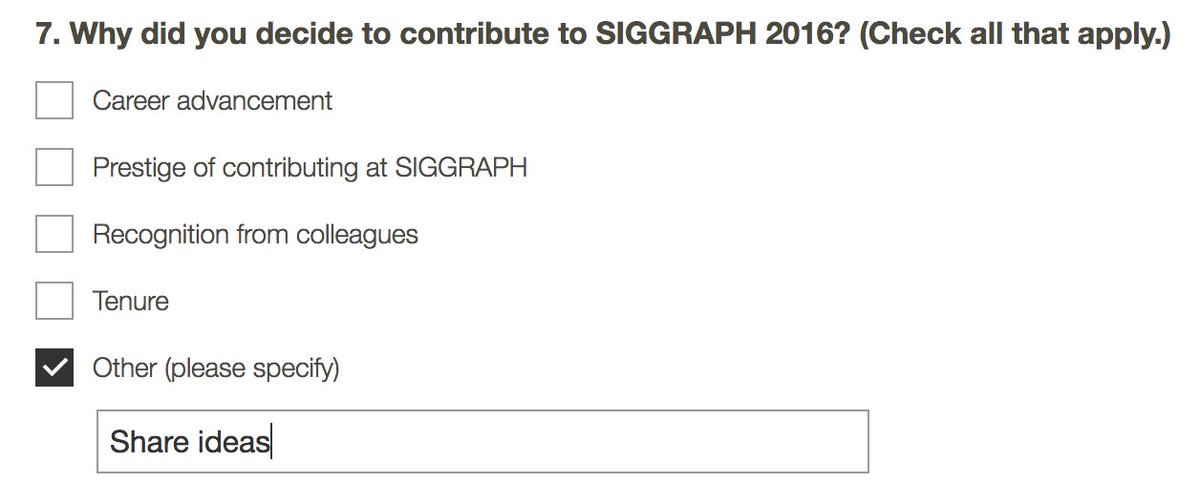 7. Why did you decide to contribute to SIGGRAPH 2016? (Check all that apply.)
Career advancement
Prestige of contributing at SIGGRAPH
Recognition from colleagues
Tenure
Other (please specify)
Share ideas